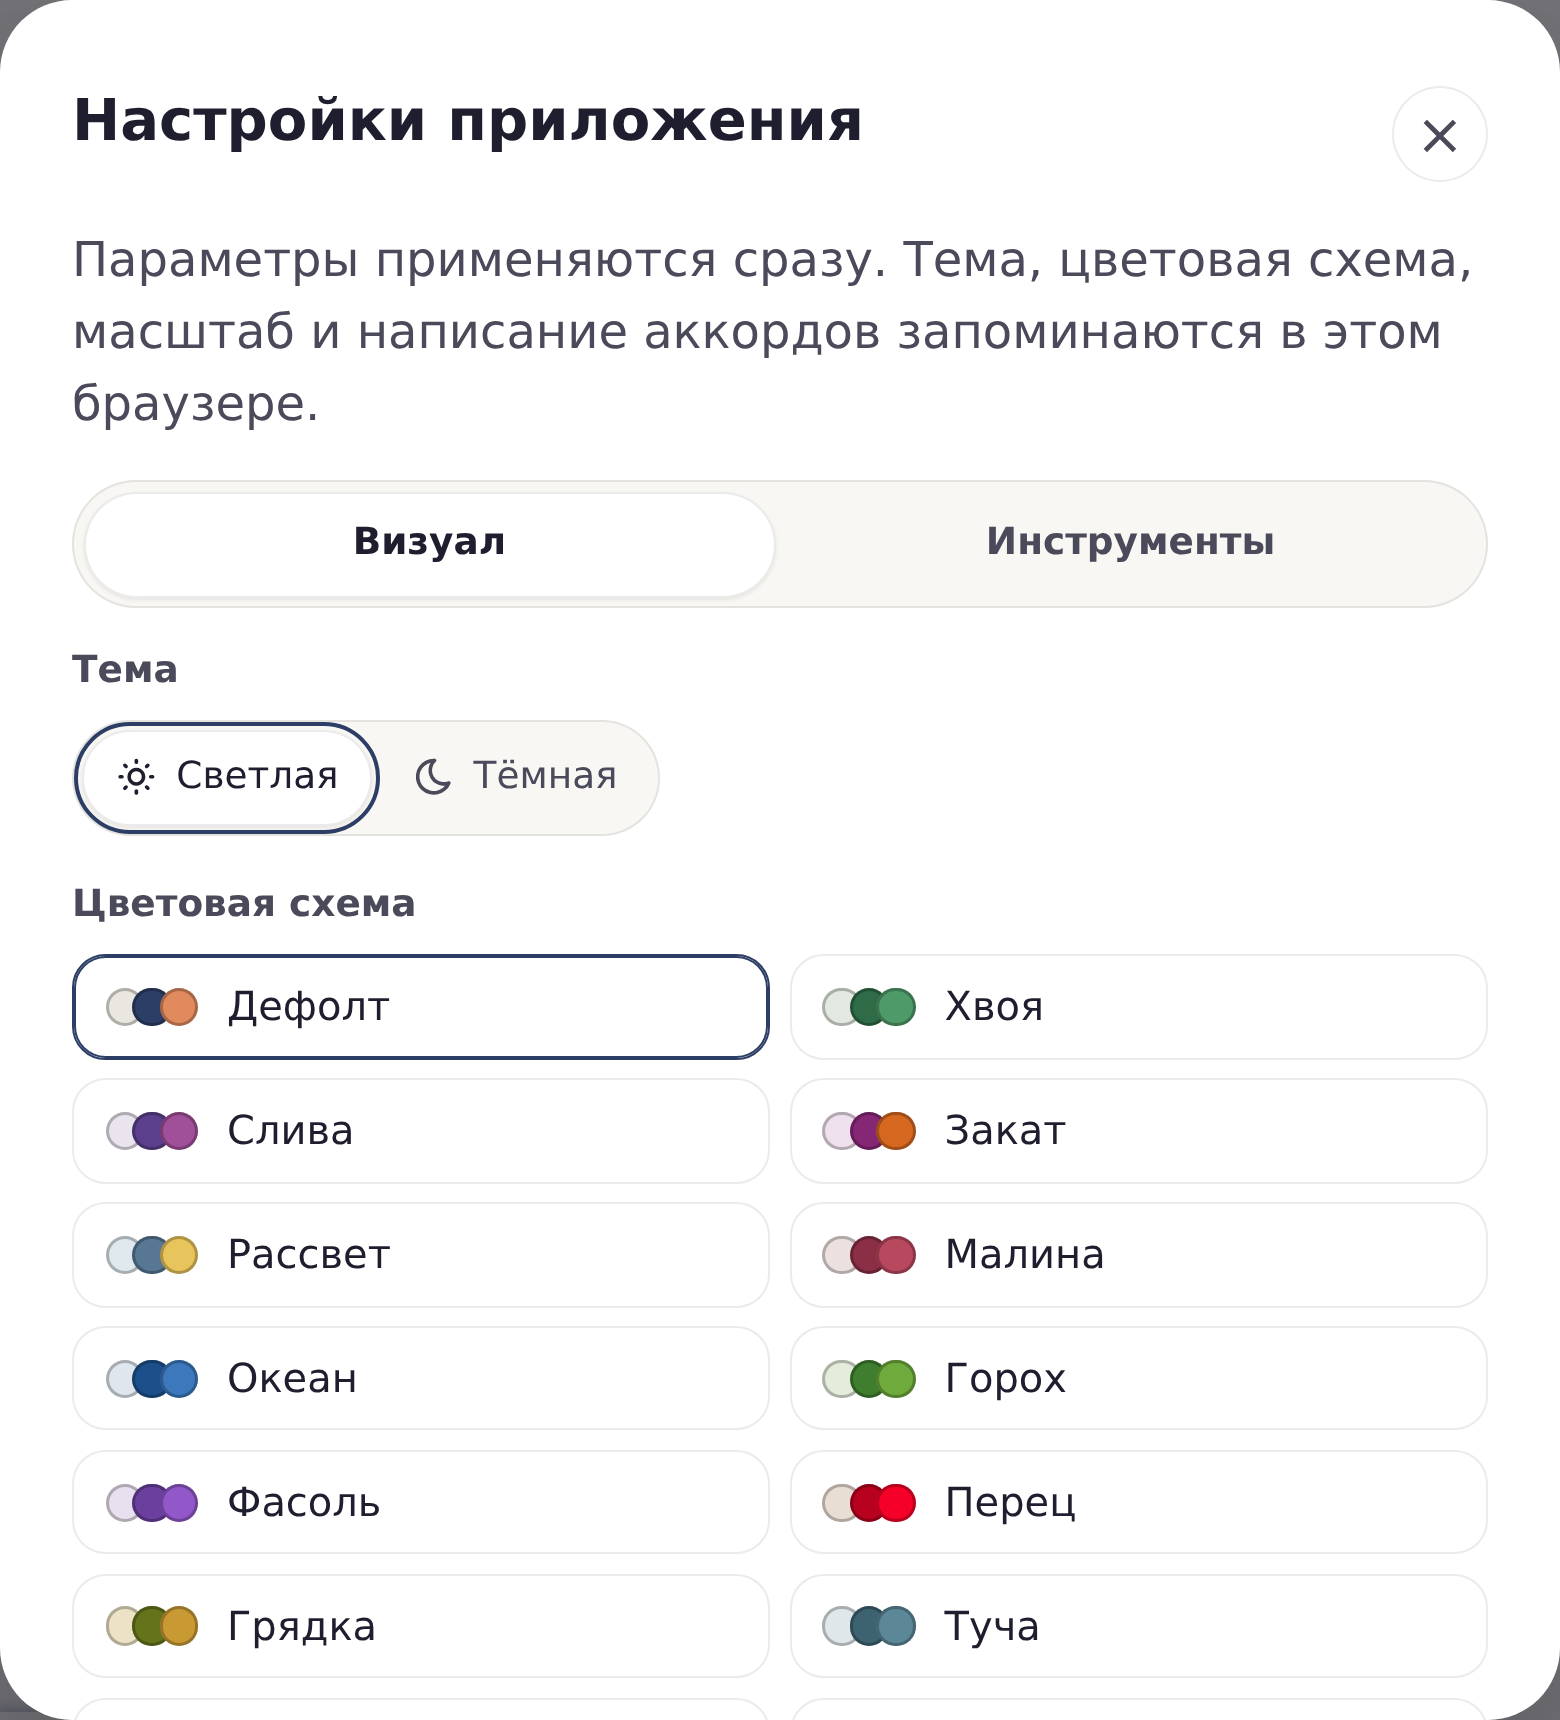 Настройки приложения
Параметры применяются сразу. Тема, цветовая схема,
масштаб и написание аккордов запоминаются в этом
браузере.
Визуал
Инструменты
Тема
Светлая
Тёмная
Цветовая схема
Дефолт
Хвоя
Слива
Закат
Рассвет
Малина
Океан
Горох
Фасоль
Перец
Грядка
Туча